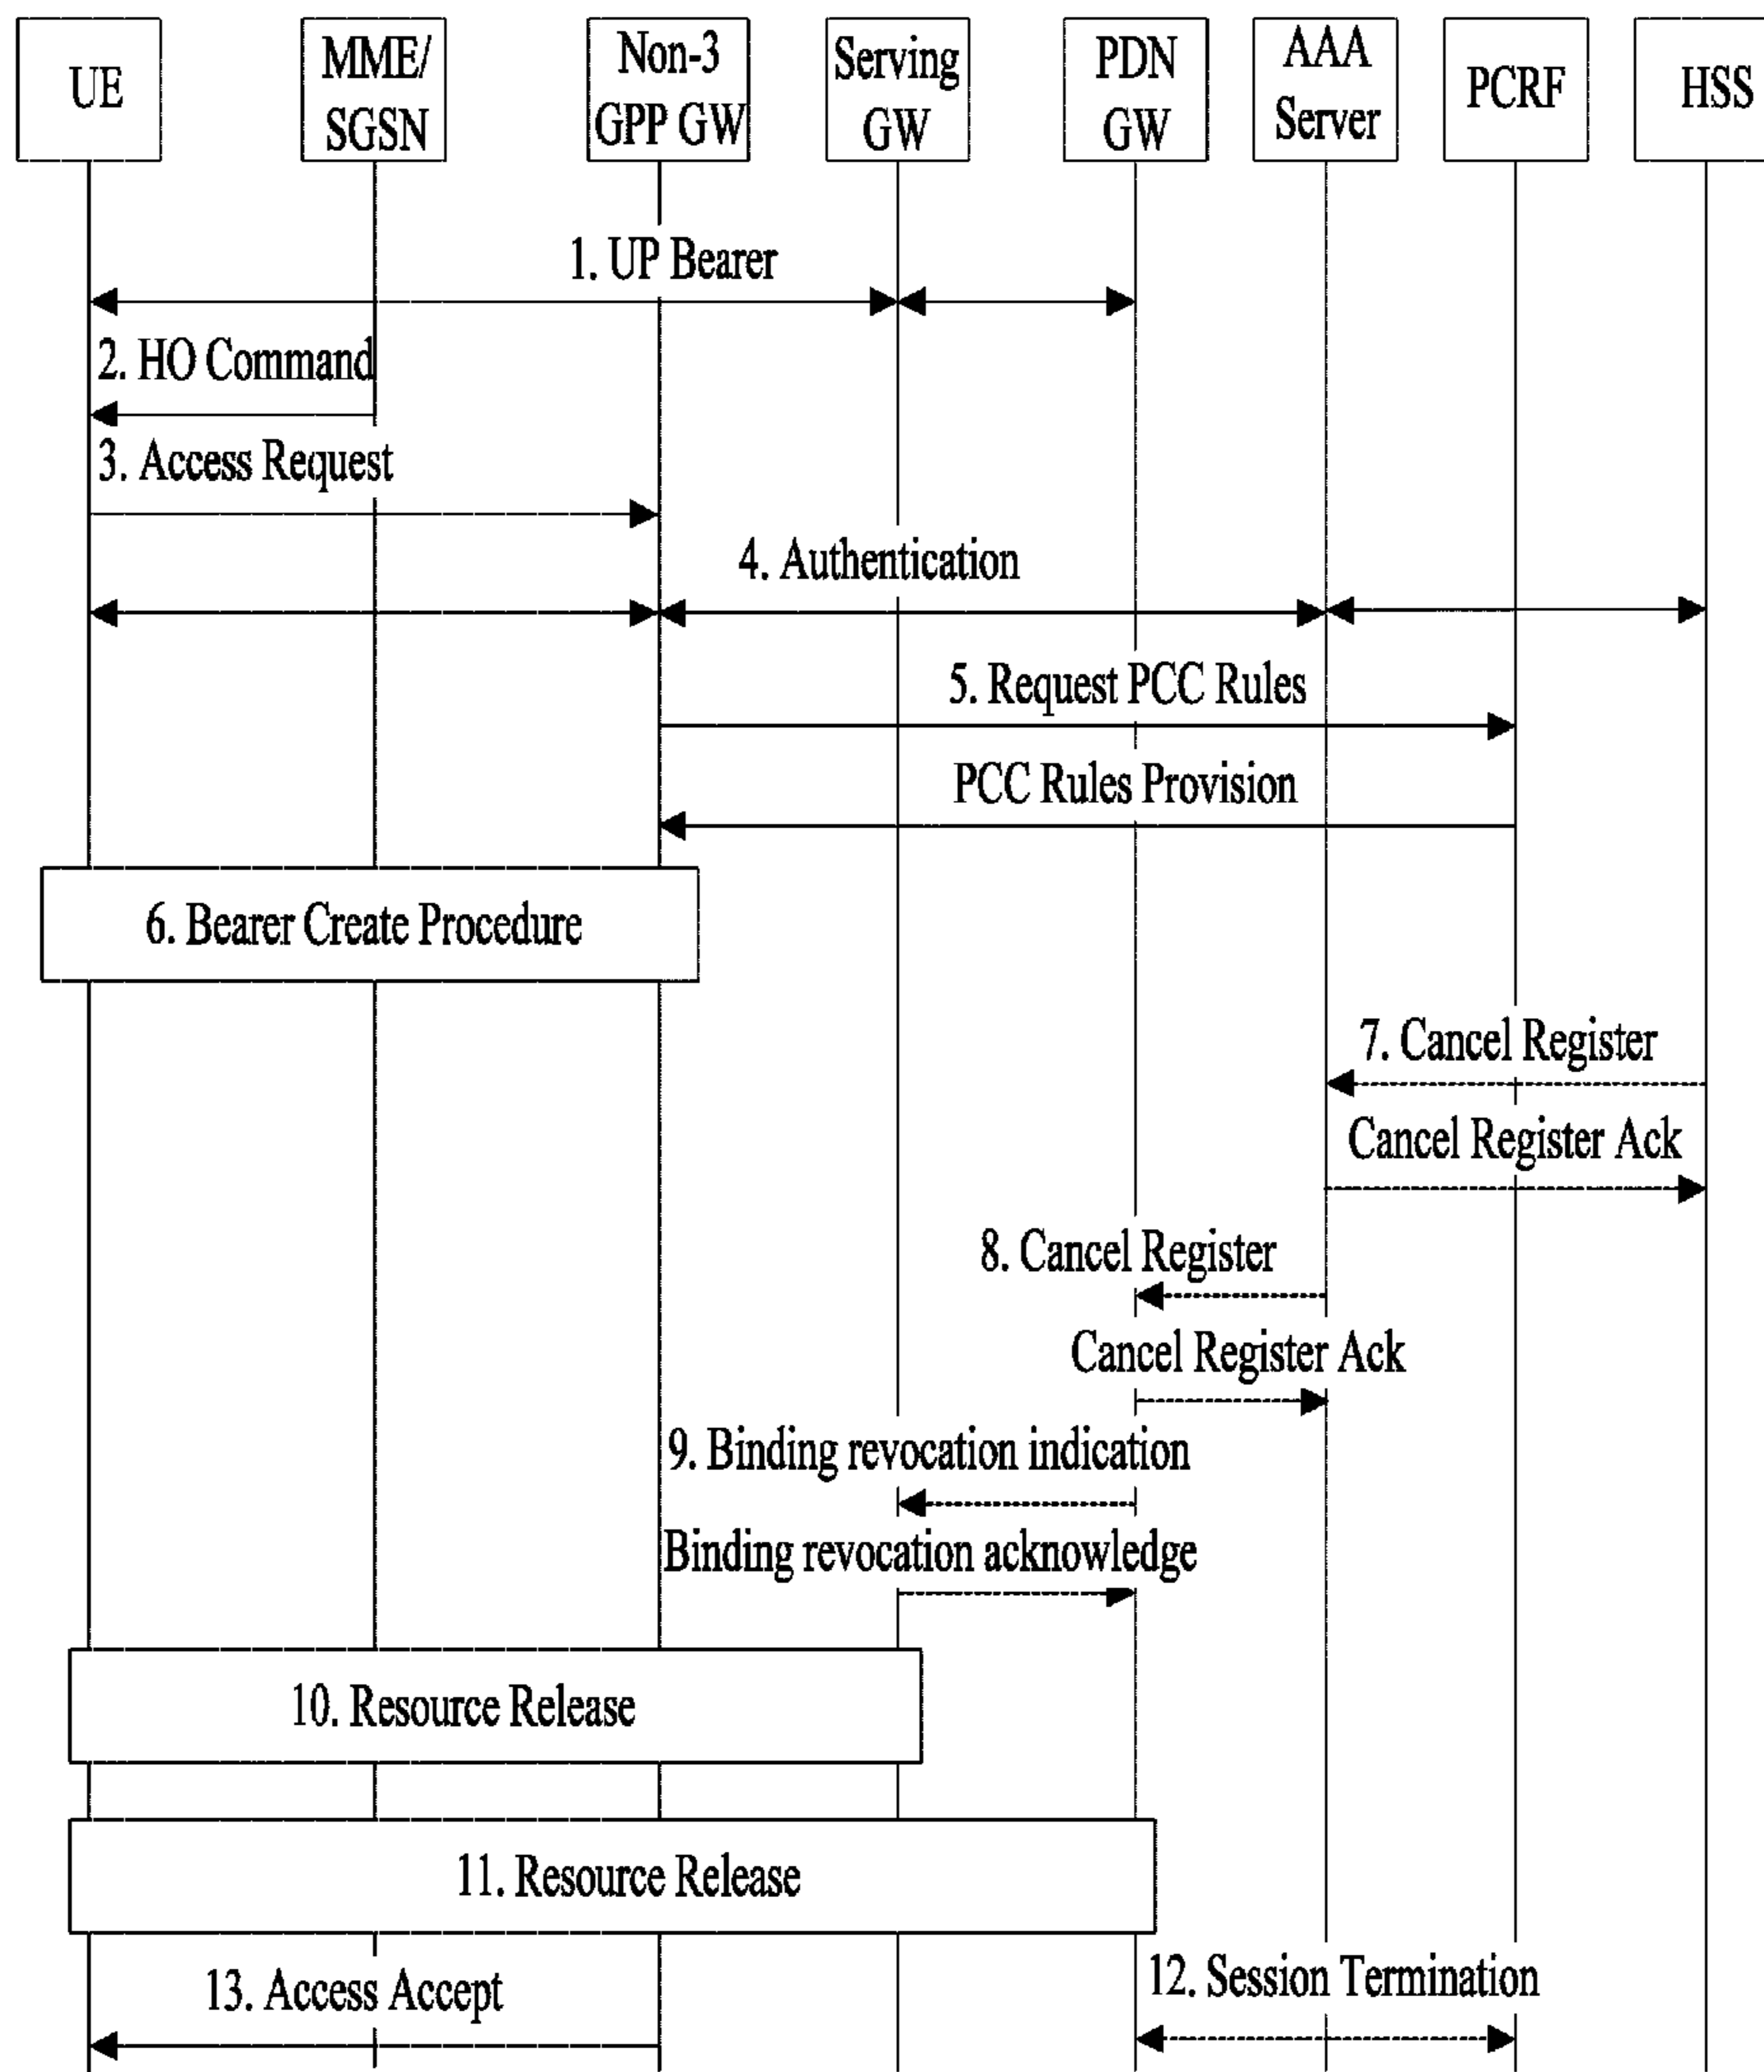 UE
MME/
SGSN
Non-3
GPP GW
Serving
GW
PDN
GW
AAA
Server
PCRF
HSS
1. UP Bearer
2. HO Command
3. Access Request
4. Authentication
5. Request PCC Rules
PCC Rules Provision
6. Bearer Create Procedure
7. Cancel Register
Cancel Register Ack
8. Cancel Register
Cancel Register Ack
9. Binding revocation indication
Binding revocation acknowledge
10. Resource Release
11. Resource Release
12. Session Termination
13. Access Accept